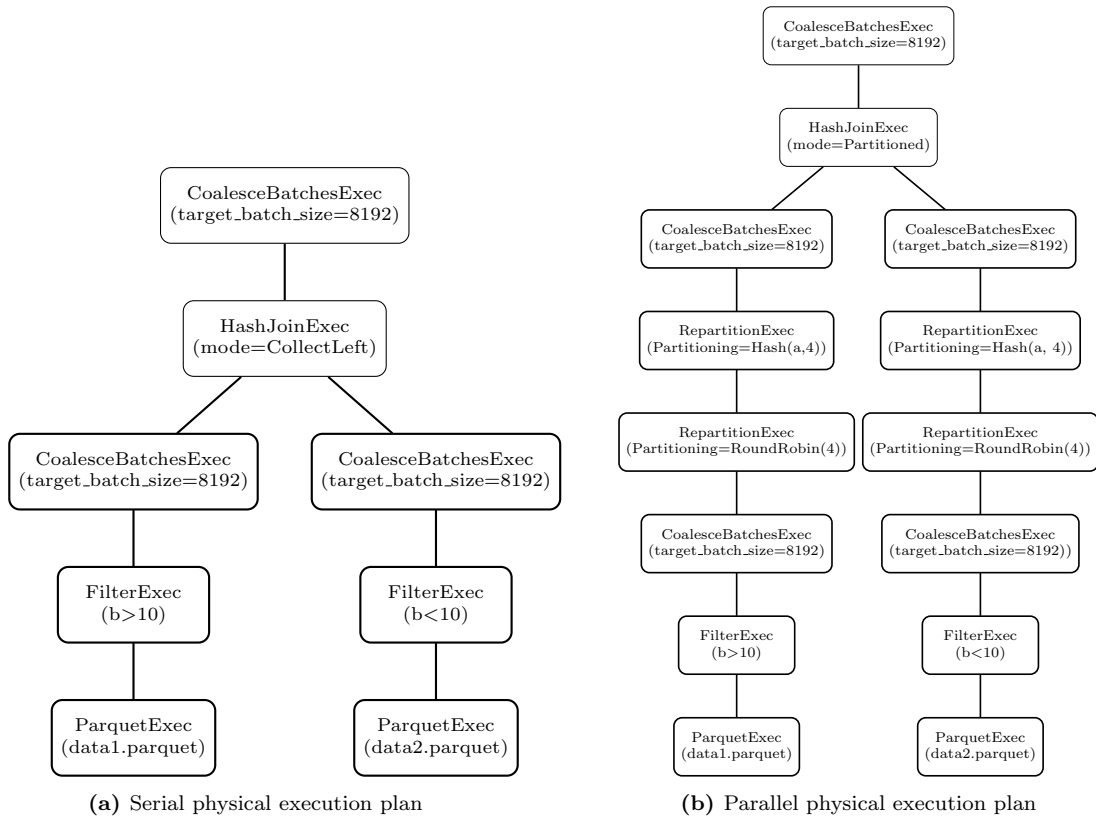 CoalesceBatchesExec
(target_batch_size=8192)
HashJoinExec
(mode=CollectLeft)
CoalesceBatchesExec
(target_batch_size=8192)
CoalesceBatchesExec
(target_batch_size=8192)
FilterExec
(b>10)
FilterExec
(b<10)
ParquetExec
(data1.parquet)
ParquetExec
(data2.parquet)
(a) Serial physical execution plan
CoalesceBatchesExec
(target_batch_size=8192)
HashJoinExec
(mode=Partitioned)
CoalesceBatchesExec
(target_batch_size=8192)
CoalesceBatchesExec
(target_batch_size=8192)
RepartitionExec
(Partitioning=Hash(a,4))
RepartitionExec
(Partitioning=Hash(a, 4))
RepartitionExec
(Partitioning=RoundRobin(4))
RepartitionExec
(Partitioning=RoundRobin(4))
CoalesceBatchesExec
(target_batch_size=8192)
CoalesceBatchesExec
(target_batch_size=8192))
FilterExec
(b>10)
FilterExec
(b<10)
ParquetExec
(data1.parquet)
ParquetExec
(data2.parquet)
(b) Parallel physical execution plan